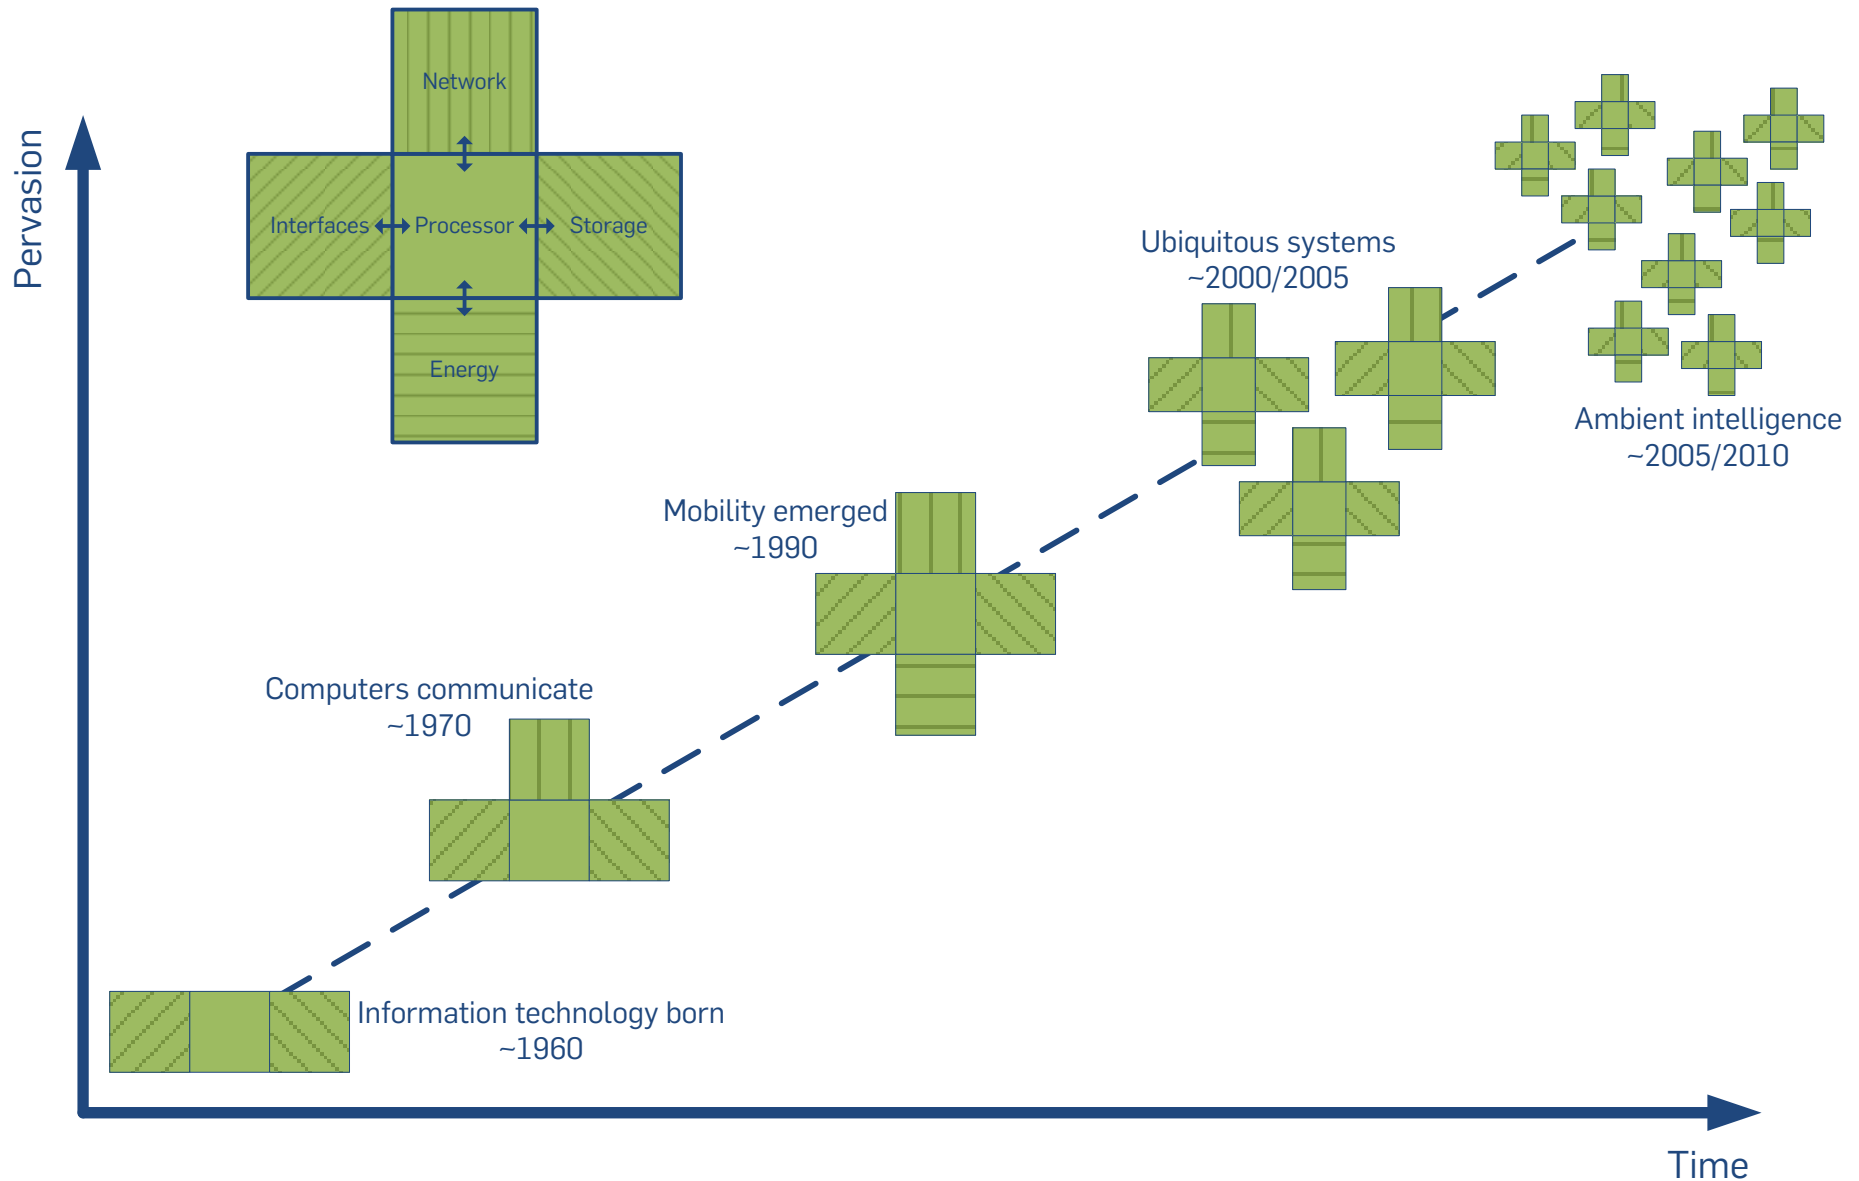 Pervasion
Network
Interfaces
Processor
Storage
Energy
Ubiquitous systems
~2000/2005
Ambient intelligence
~2005/2010
Mobility emerged
~1990
Computers communicate
~1970
Information technology born
~1960
Time